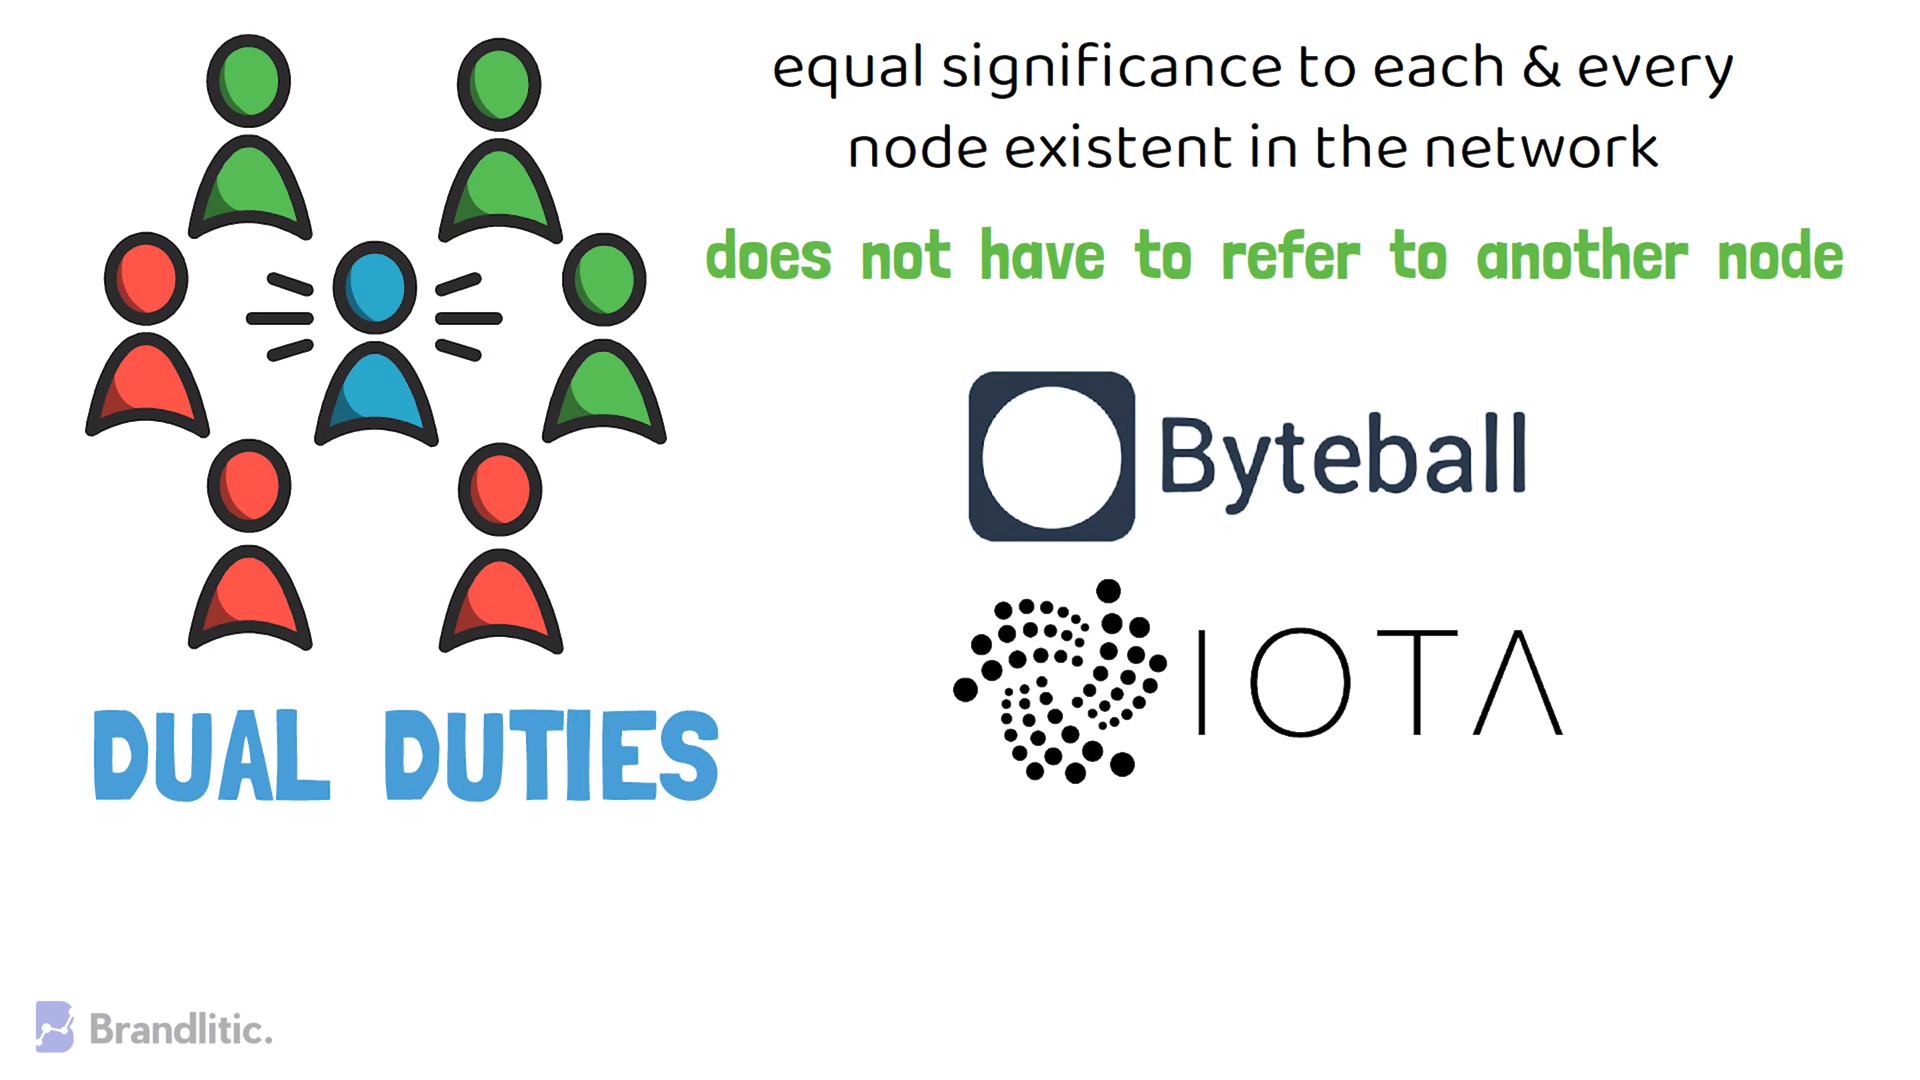 equal significance to each & every
node existent in the network
does not have to refer to another node
Byteball
IOTA
DUAL DUTIES
Brandlitic.